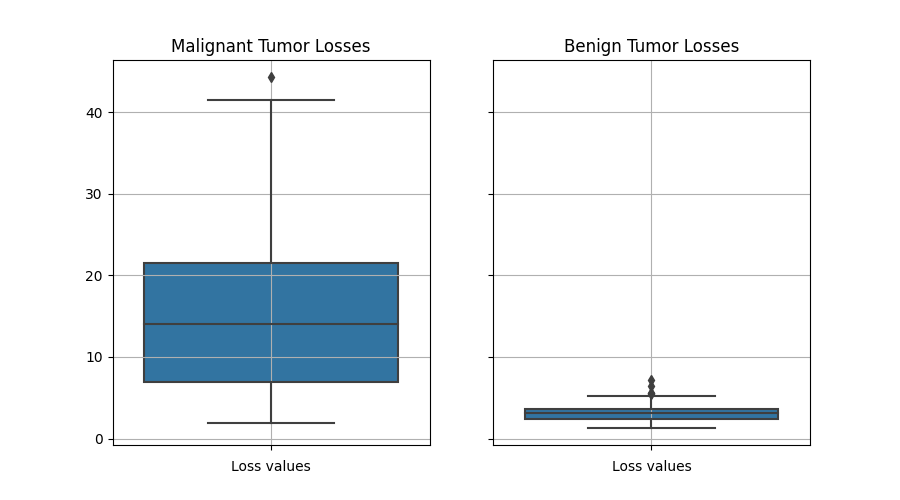 Malignant Tumor Losses
Benign Tumor Losses
40
30
20
10
0
Loss values
Loss values